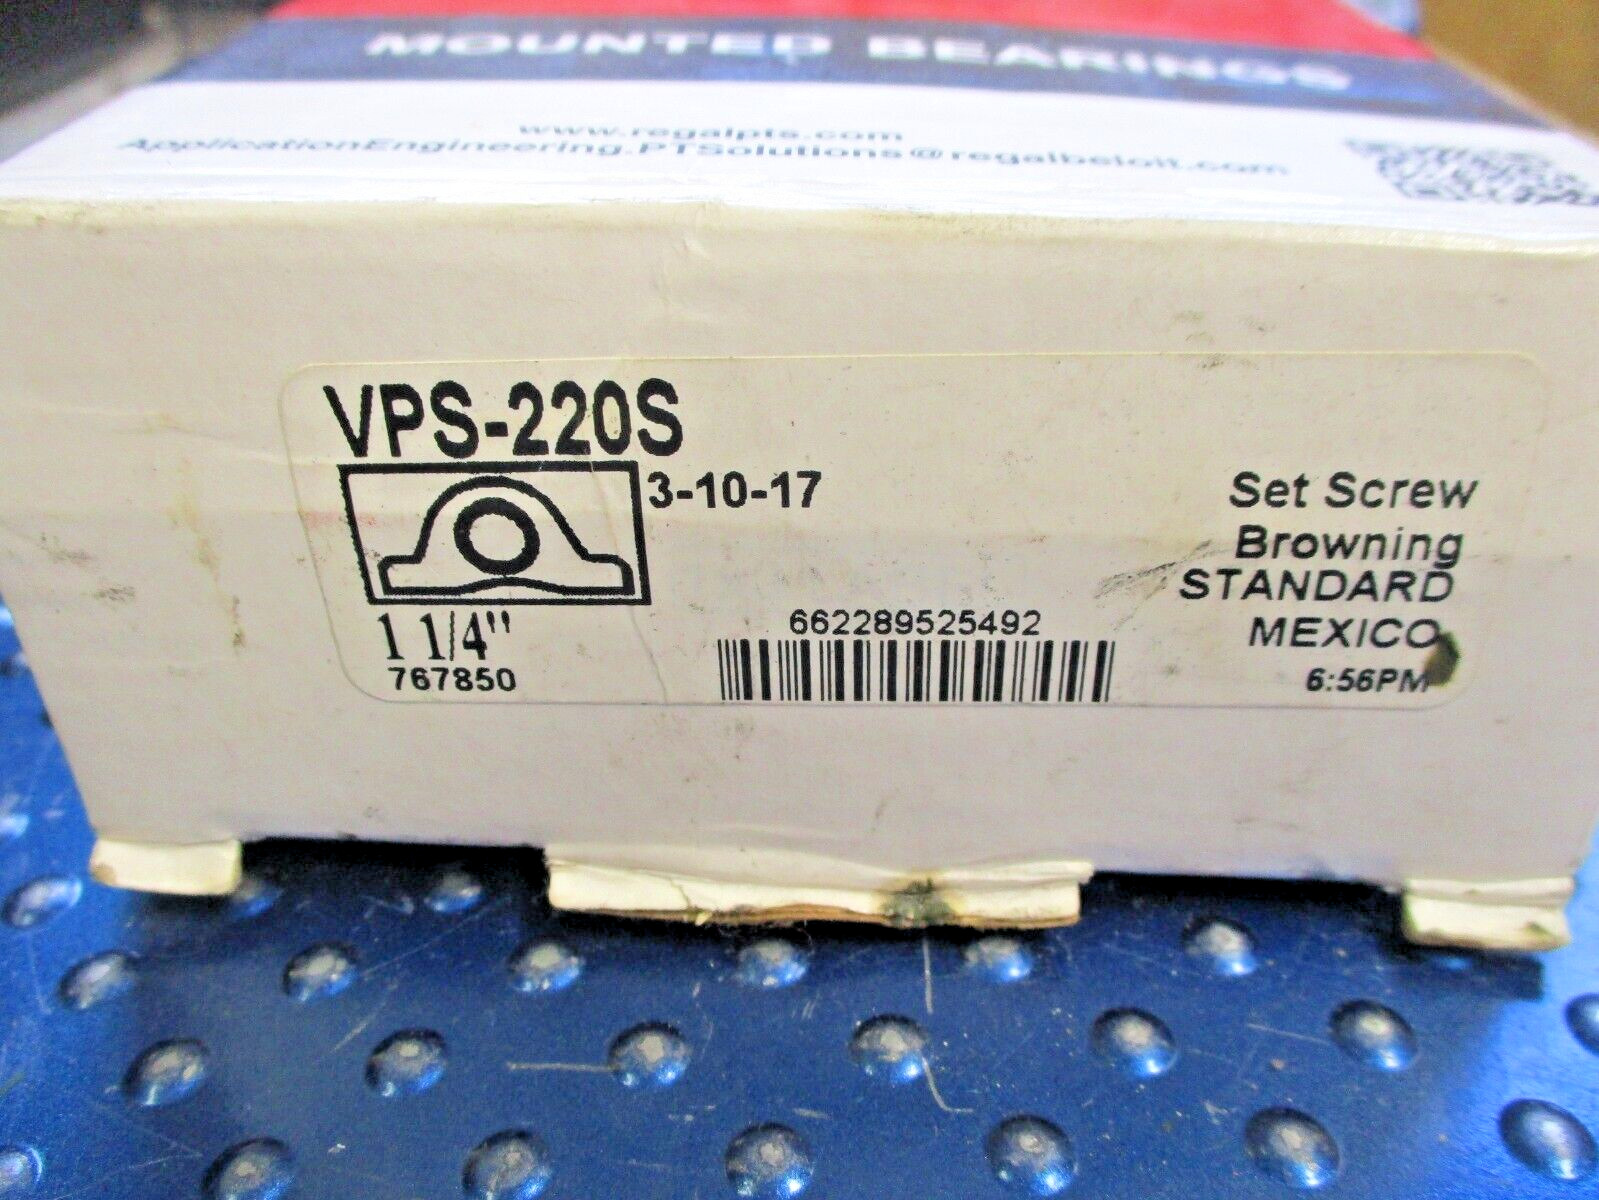 MOUNTED BEARINGS
www.regalpts.com
ApplicationEngineering.PTSolutions@regalbeloit.com
VPS-220S
3-10-17
Set Screw
Browning
STANDARD
MEXICO
6:56PM
1 1/4"
767850
662289525492